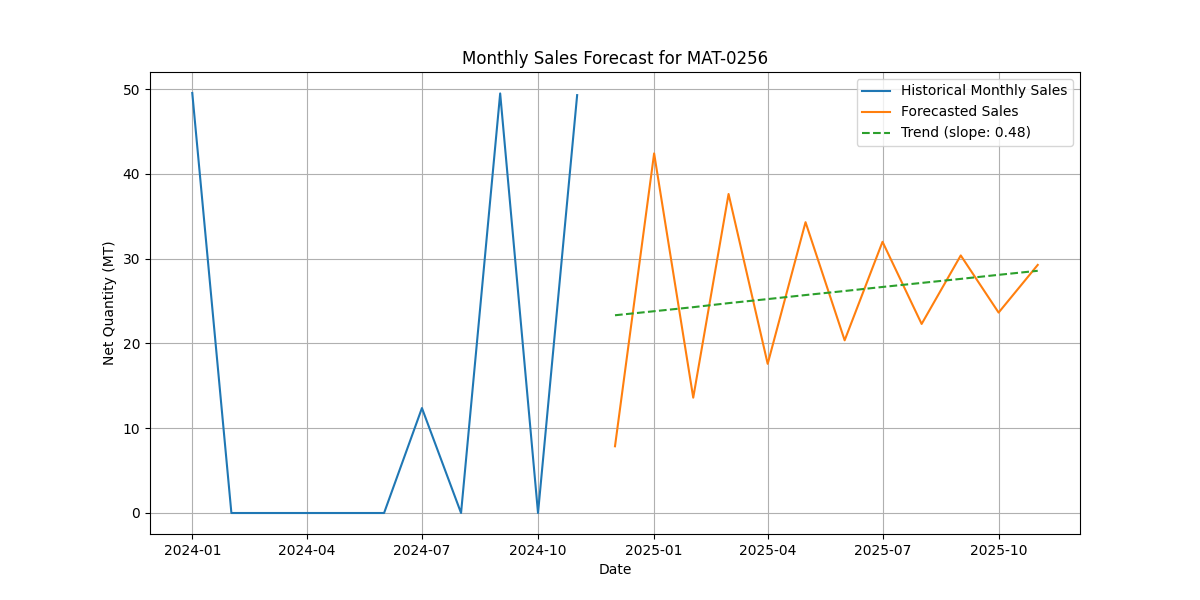 Monthly Sales Forecast for MAT-0256
Historical Monthly Sales
Forecasted Sales
Trend (slope: 0.48)
Net Quantity (MT)
50
40
30
20
10
0
2024-01 2024-04 2024-07 2024-10 2025-01 2025-04 2025-07 2025-10
Date